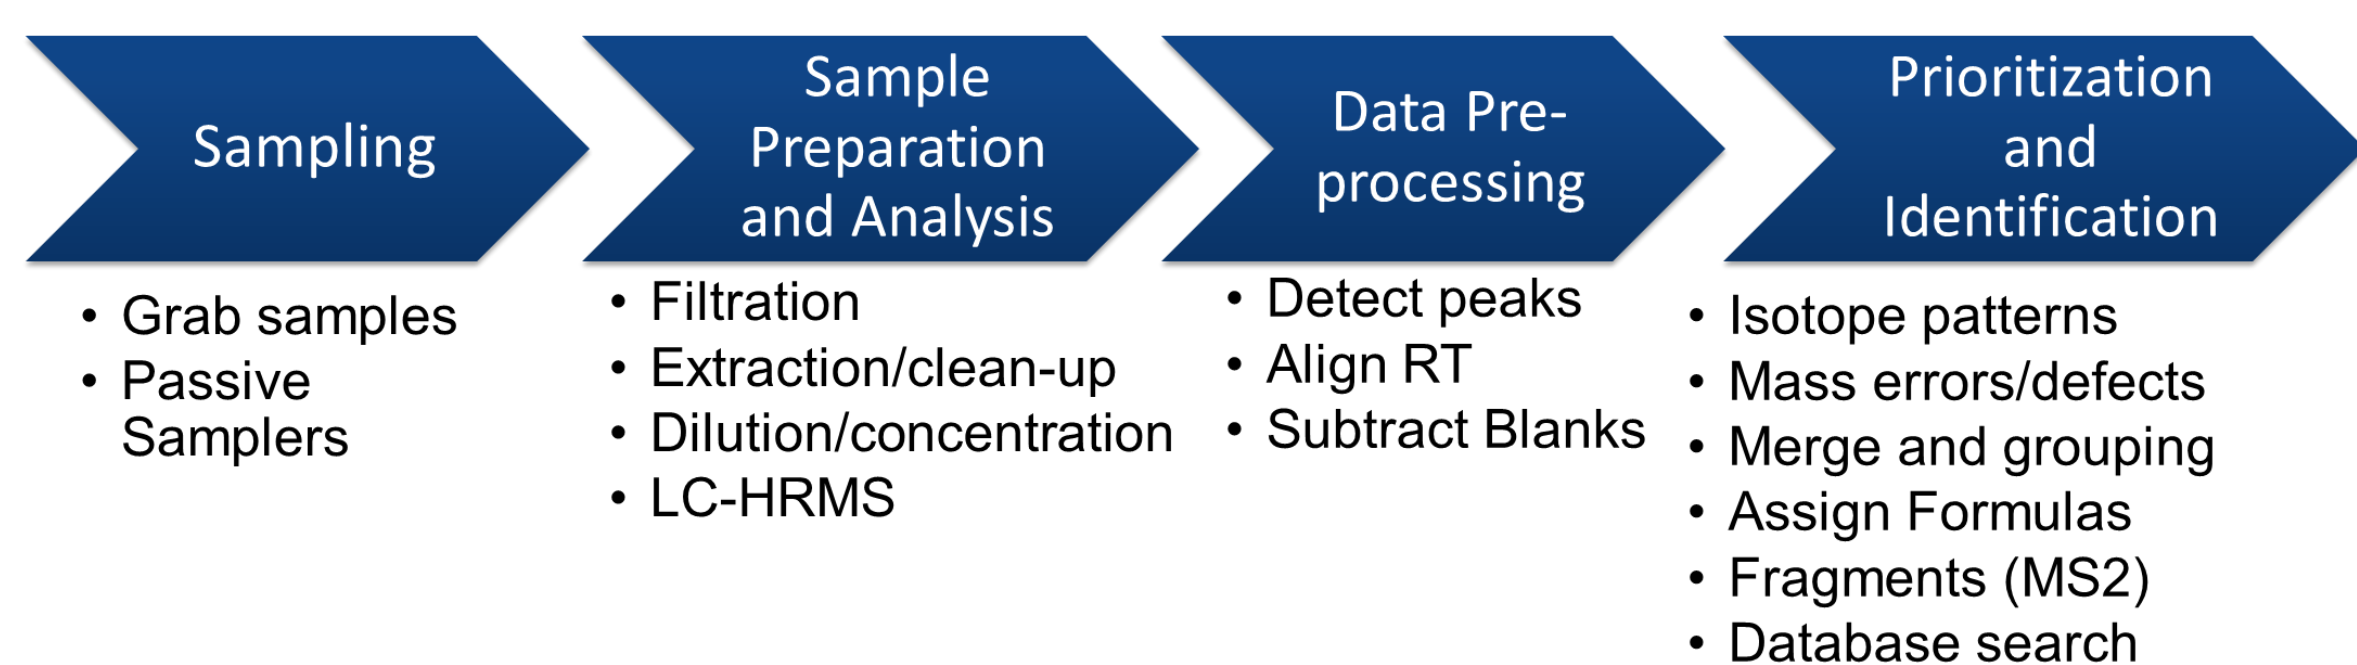 Sampling
• Grab samples
• Passive
Samplers
Sample
Preparation
and Analysis
• Filtration
• Extraction/clean-up
• Dilution/concentration
• LC-HRMS
Data Pre-
processing
• Detect peaks
• Align RT
• Subtract Blanks
Prioritization
and
Identification
• Isotope patterns
• Mass errors/defects
• Merge and grouping
• Assign Formulas
• Fragments (MS2)
• Database search